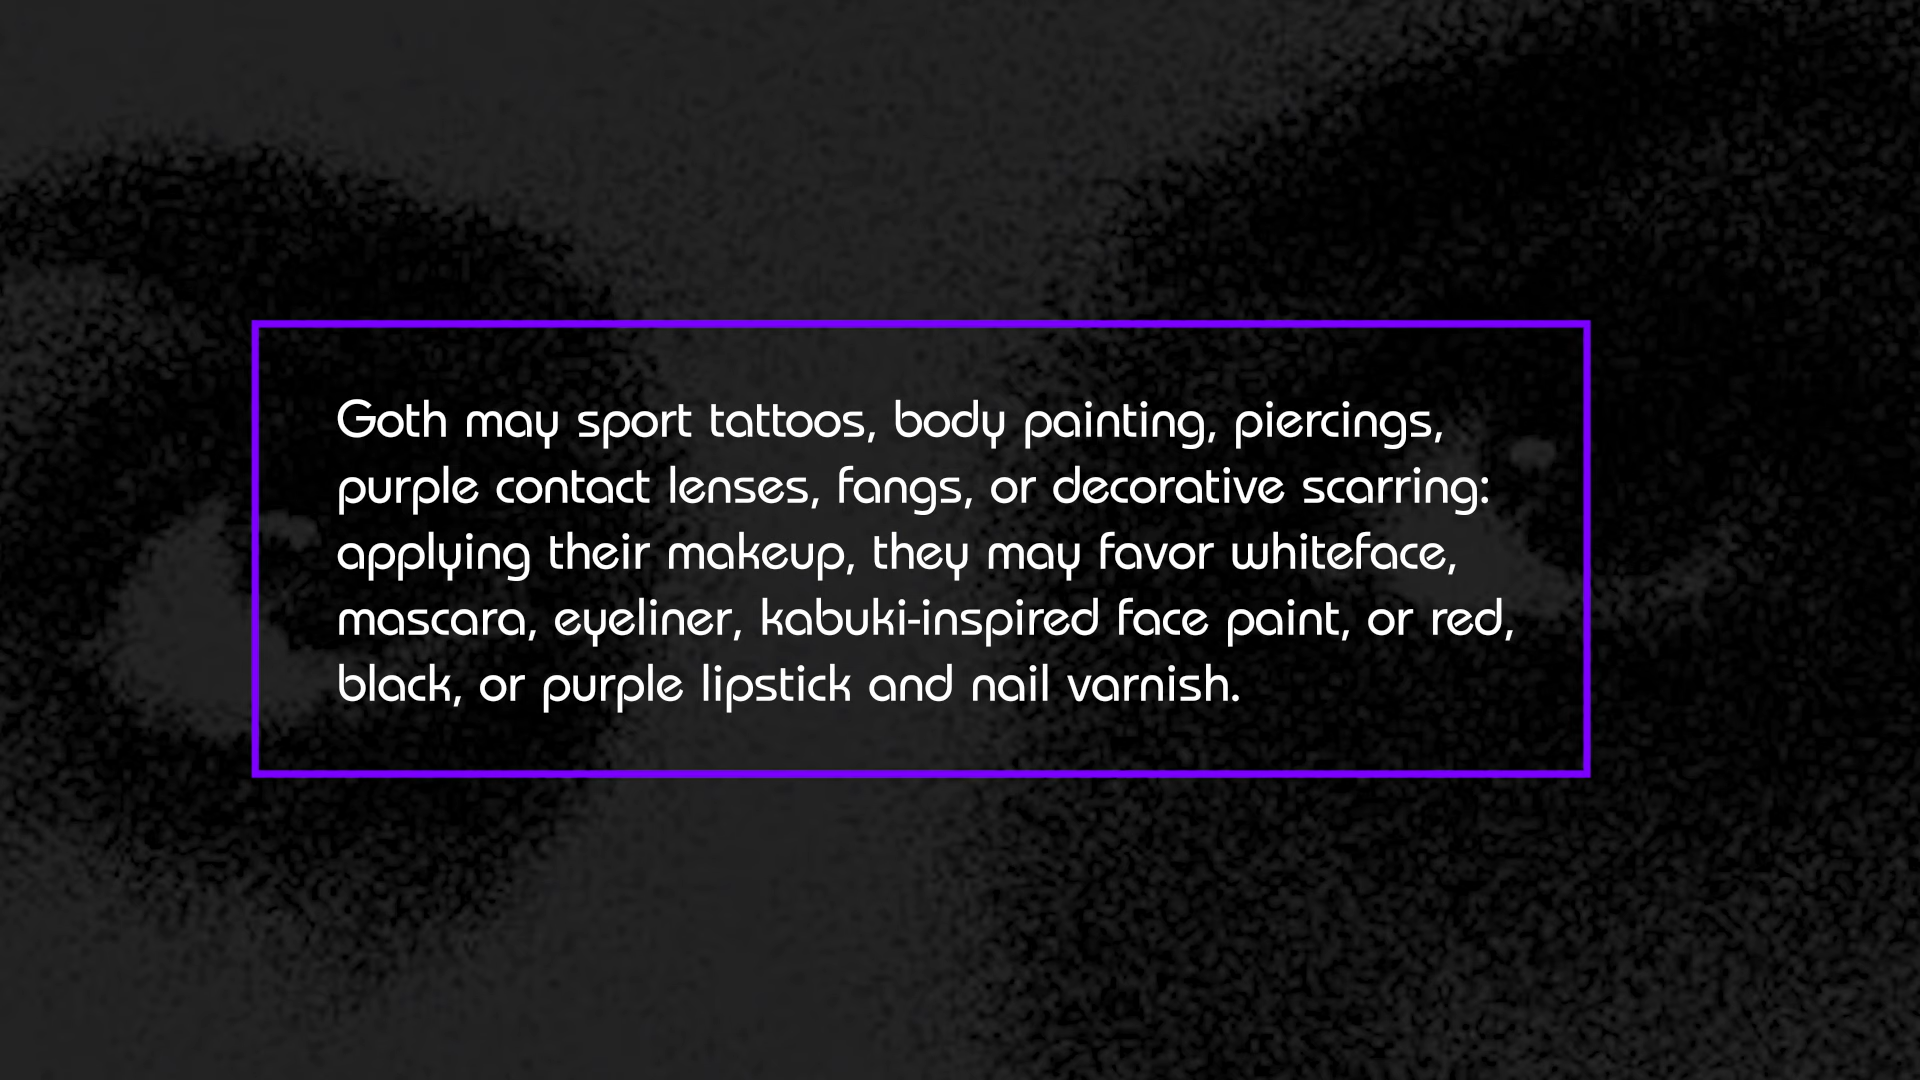 Goth may sport tattoos, body painting, piercings,
purple contact lenses, fangs, or decorative scarring:
applying their makeup, they may favor whiteface,
mascara, eyeliner, kabuki-inspired face paint, or red,
black, or purple lipstick and nail varnish.